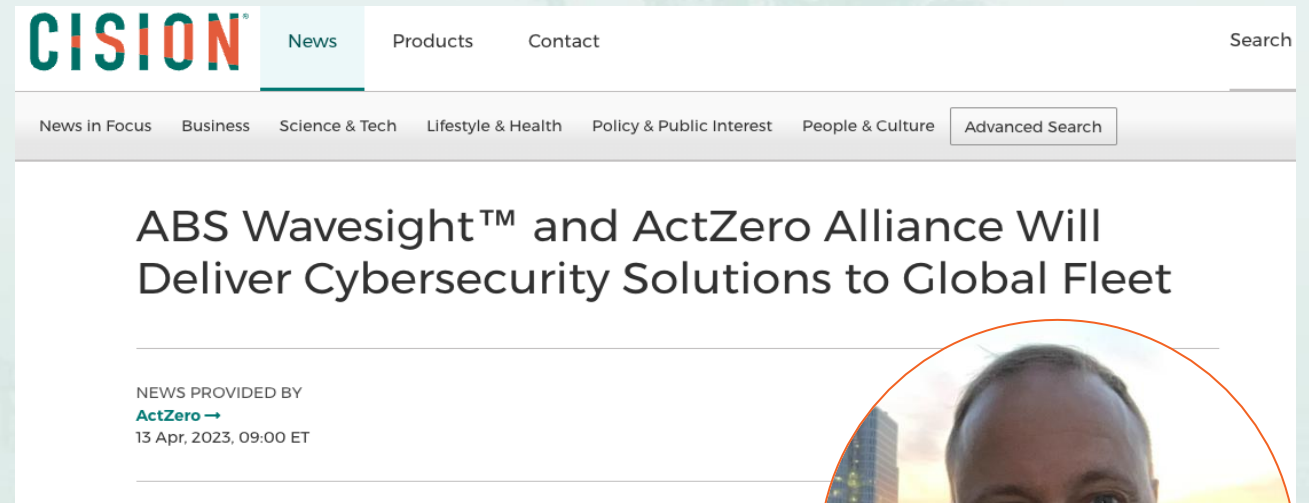 CISION®
News Products Contact Search
News in Focus Business Science & Tech Lifestyle & Health Policy & Public Interest People & Culture Advanced Search
ABS Wavesight™ and ActZero Alliance Will
Deliver Cybersecurity Solutions to Global Fleet
NEWS PROVIDED BY
ActZero →
13 Apr, 2023, 09:00 ET